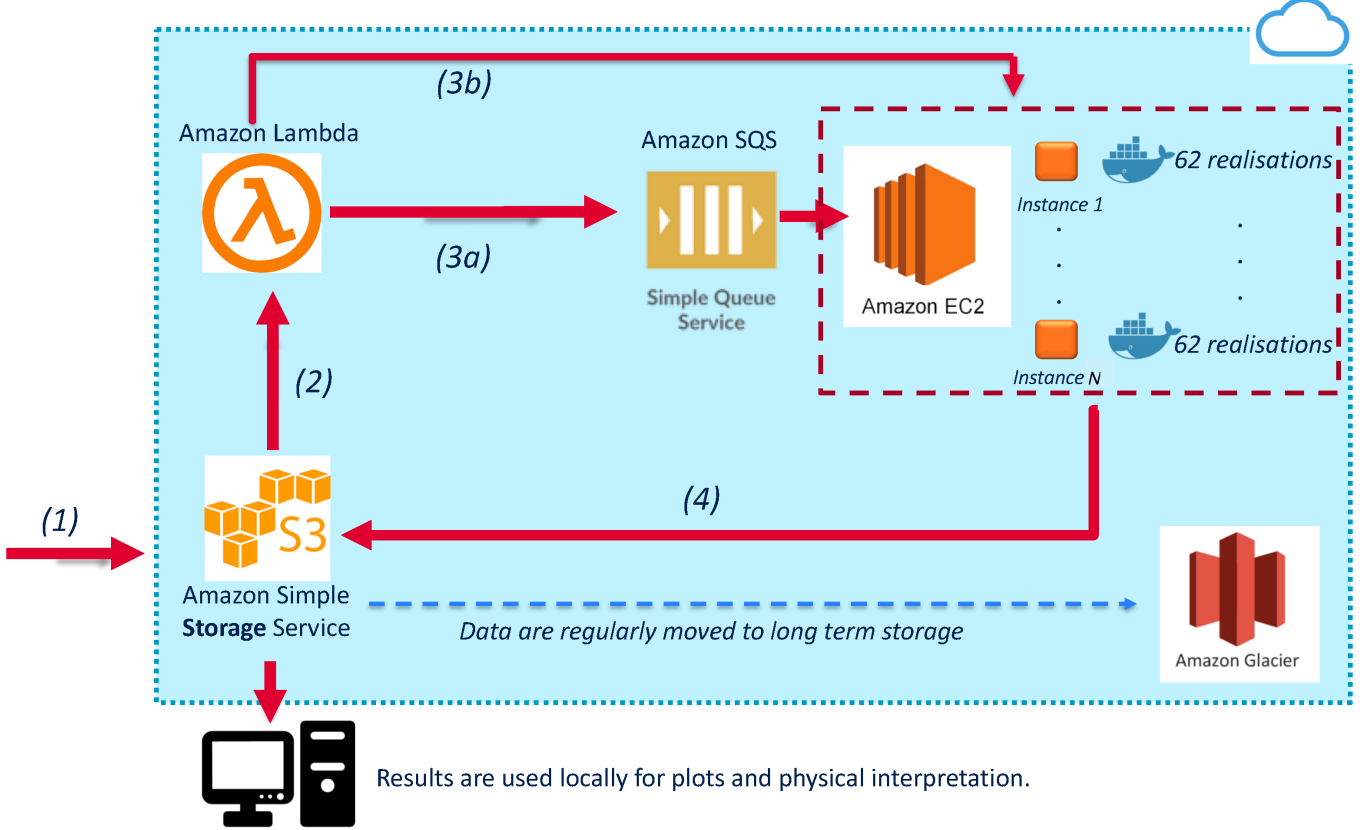 (3b)
Amazon Lambda
Amazon SQS
62 realisations
Instance 1
(3a)
Simple Queue
Service
Amazon EC2
62 realisations
Instance N
(2)
(4)
(1)
S3
Amazon Simple
Storage Service
Data are regularly moved to long term storage
Amazon Glacier
Results are used locally for plots and physical interpretation.